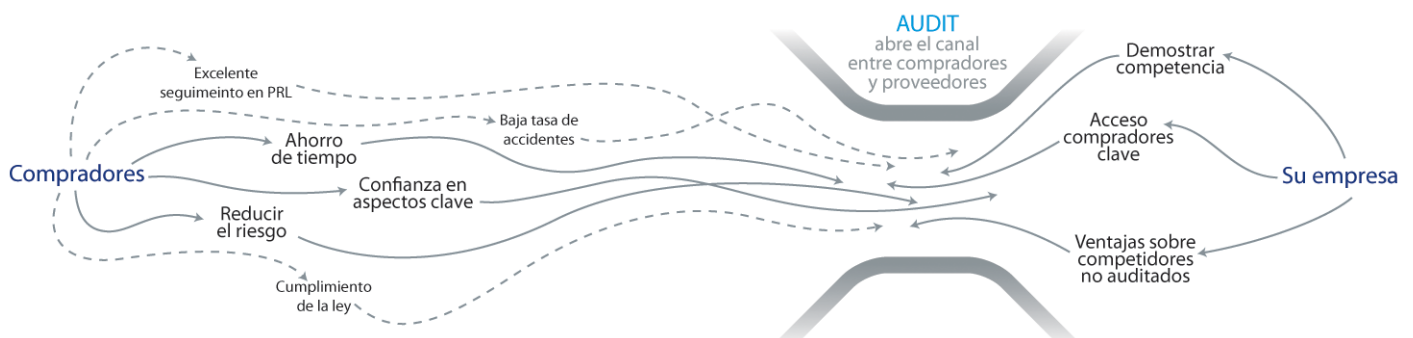 AUDIT
abre el canal
entre compradores
y proveedores
Excelente
seguimeinto en PRL
Baja tasa de
accidentes
Ahorro
de tiempo
Compradores
Confianza en
aspectos clave
Reducir
el riesgo
Cumplimiento
de la ley
Demostrar
competencia
Acceso
compradores
clave
Su empresa
Ventajas sobre
competidores
no auditados